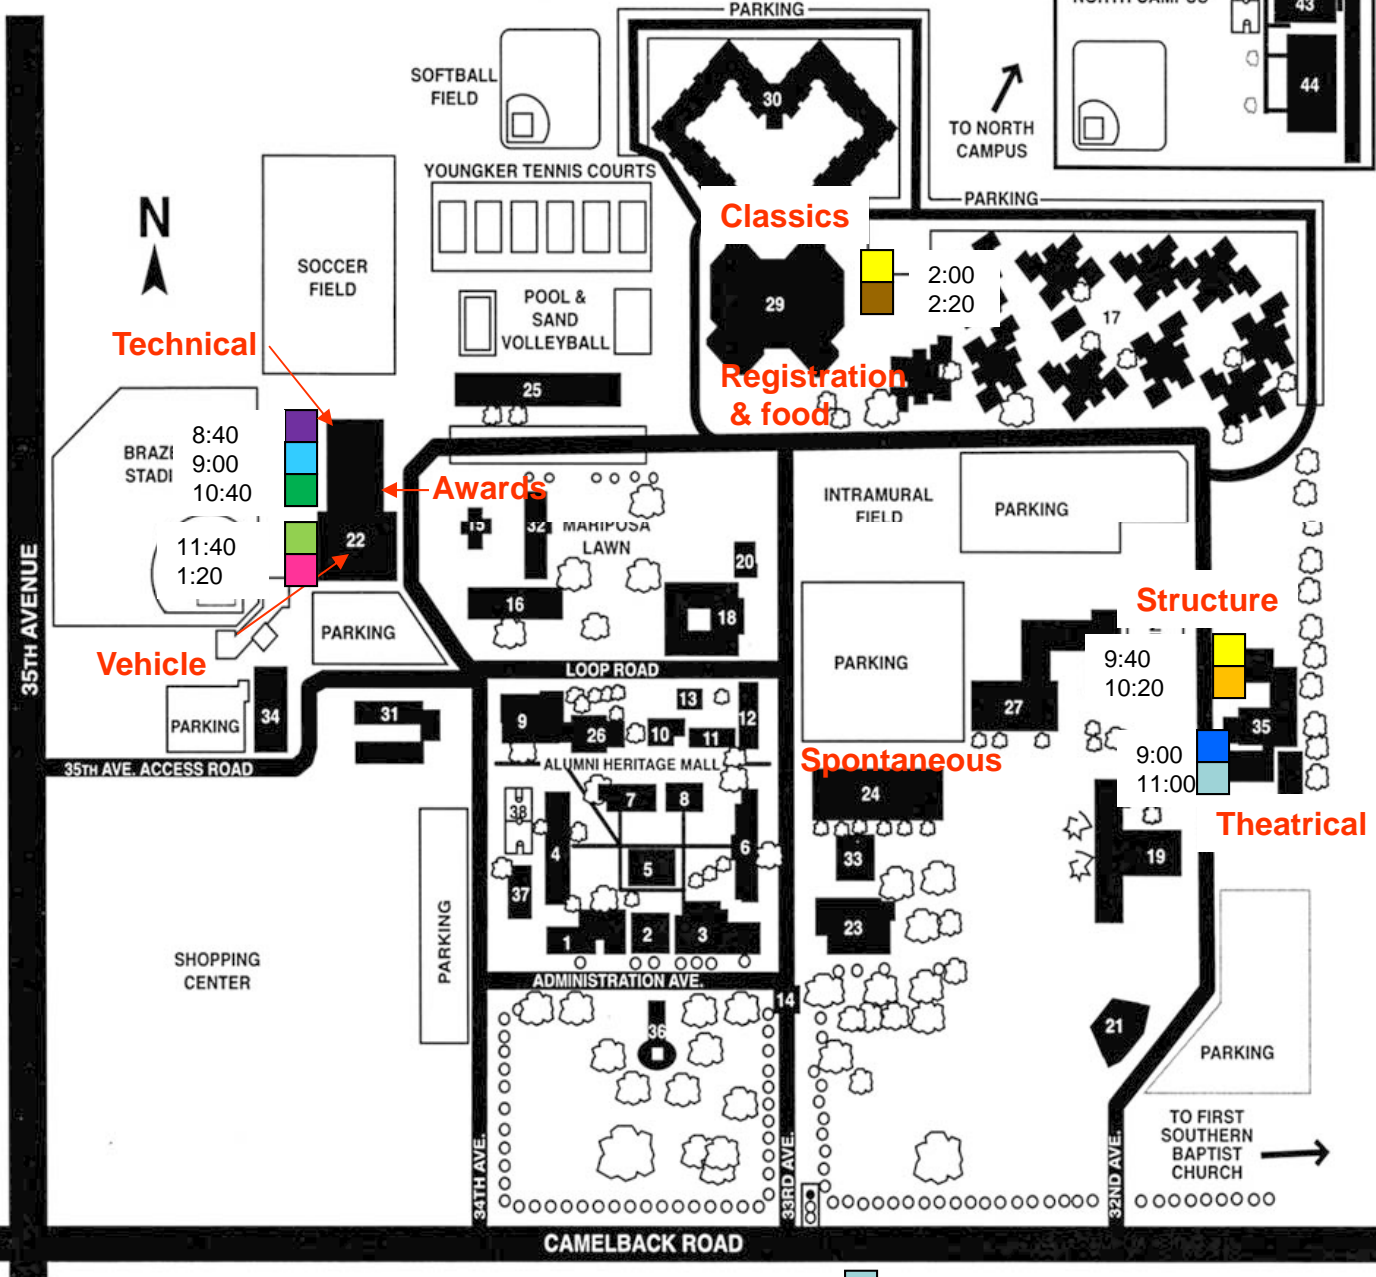 PARKING
NORTH CAMPUS
43
44
SOFTBALL
FIELD
30
TO NORTH
CAMPUS
YOUNGKER TENNIS COURTS
PARKING
N
Classics
SOCCER
FIELD
POOL &
SAND
VOLLEYBALL
29
2:00
2:20
17
Technical
Registration
& food
25
8:40
9:00
10:40
BRAZE
STADI
Awards
INTRAMURAL
FIELD
PARKING
15
32
MARIPOSA
LAWN
22
11:40
1:20
20
16
18
Structure
PARKING
PARKING
Vehicle
LOOP ROAD
9:40
10:20
35TH AVENUE
PARKING
34
31
9
26
13
10
11
12
27
35
35TH AVE. ACCESS ROAD
ALUMNI HERITAGE MALL
Spontaneous
9:00
11:00
38
7
8
24
Theatrical
4
5
6
33
19
37
PARKING
1
2
3
23
SHOPPING
CENTER
ADMINISTRATION AVE.
14
36
21
PARKING
TO FIRST
SOUTHERN
BAPTIST
CHURCH
34TH AVE.
33RD AVE.
32ND AVE.
CAMELBACK ROAD